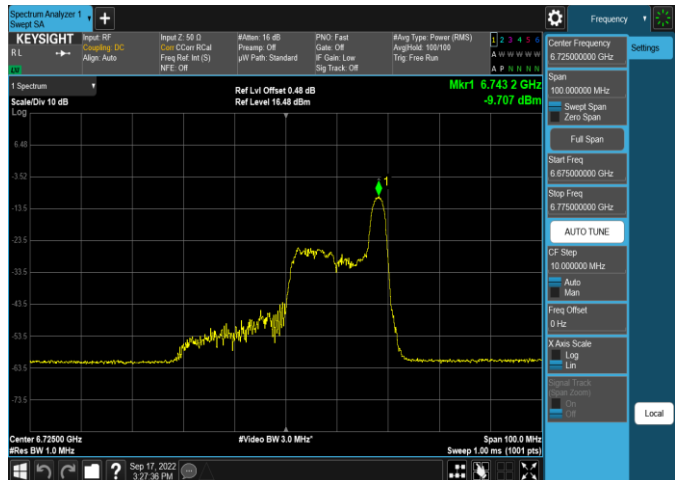 Spectrum Analyzer 1
Swept SA
Frequency
KEYSIGHT
RL
LV
Input: RF
Coupling: DC
Align: Auto
Input Z: 50 Ω
Corr CCorr RCal
Freq Ref: Int (S)
NFE: Off
#Atten: 16 dB
Preamp: Off
µW Path: Standard
PNO: Fast
Gate: Off
IF Gain: Low
Sig Track: Off
#Avg Type: Power (RMS)
Avg|Hold: 100/100
Trig: Free Run
1 2 3 4 5 6
A W W W W W
A P N N N N
1 Spectrum
Scale/Div 10 dB
Log
Ref Lvl Offset 0.48 dB
Ref Level 16.48 dBm
Mkr1 6.743 2 GHz
-9.707 dBm
6.48
-3.52
-13.5
-23.5
-33.5
-43.5
-53.5
-63.5
-73.5
1
Center 6.72500 GHz
#Res BW 1.0 MHz
#Video BW 3.0 MHz*
Span 100.0 MHz
Sweep 1.00 ms (1001 pts)
Center Frequency
6.725000000 GHz
Span
100.000000 MHz
Swept Span
Zero Span
Full Span
Start Freq
6.675000000 GHz
Stop Freq
6.775000000 GHz
AUTO TUNE
CF Step
10.000000 MHz
Auto
Man
Freq Offset
0 Hz
X Axis Scale
Log
Lin
Signal Track
(Span Zoom)
On
Off
Settings
Local
?
Sep 17, 2022
3:27:36 PM